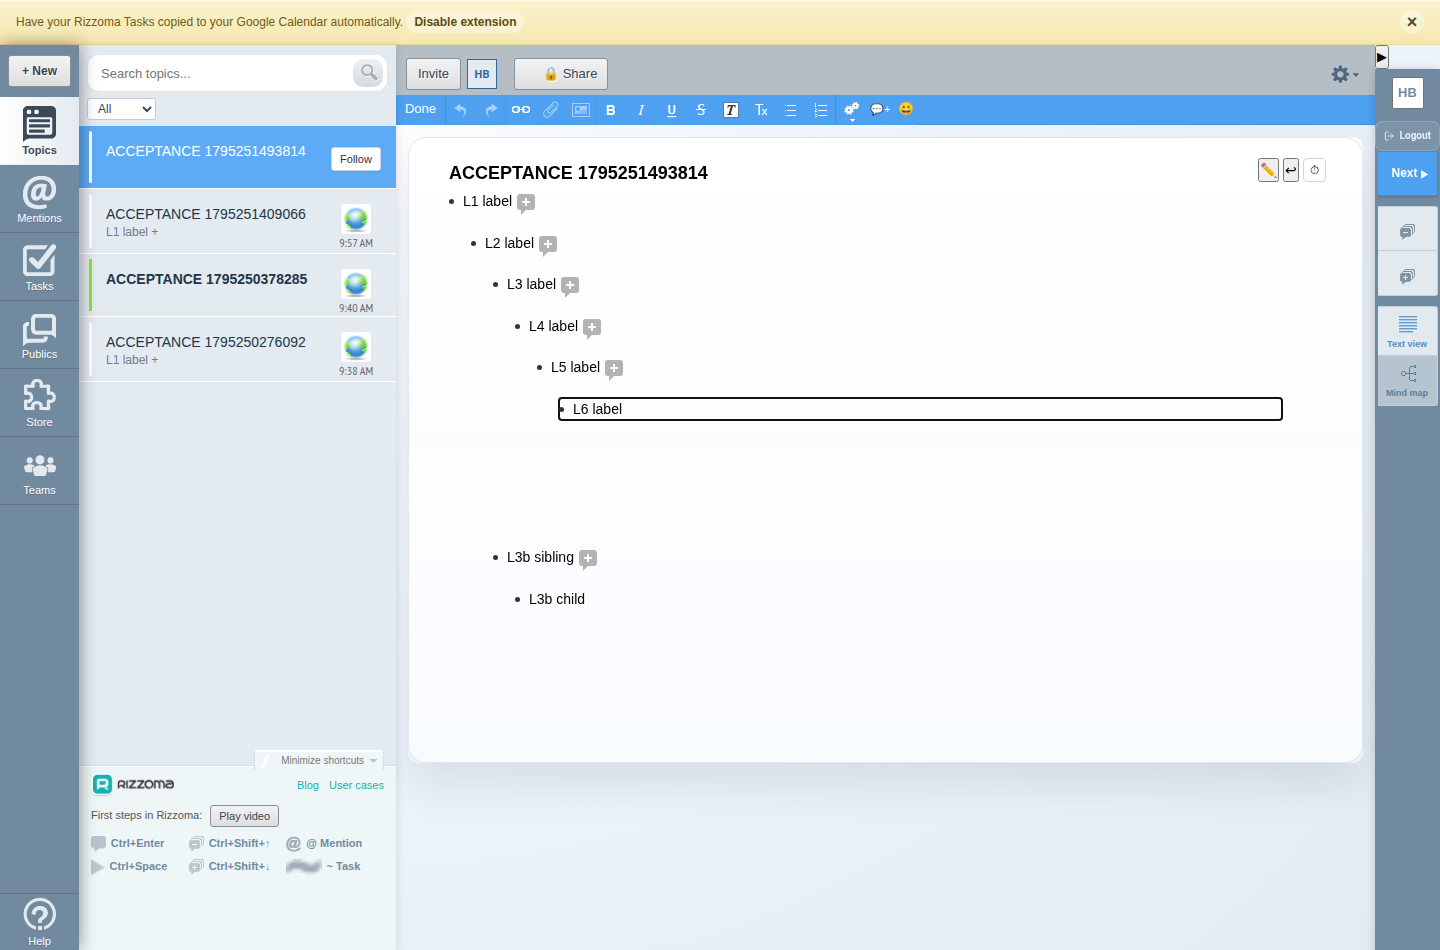 Have your Rizzoma Tasks copied to your Google Calendar automatically. Disable extension ×
+ New
Topics
Mentions
Tasks
Publics
Store
Teams
Help
Search topics...
All
ACCEPTANCE 1795251493814
Follow
ACCEPTANCE 1795251409066
L1 label +
9:57 AM
ACCEPTANCE 1795250378285
9:40 AM
ACCEPTANCE 1795250276092
L1 label +
9:38 AM
Minimize shortcuts
RIZZOMA
Blog User cases
First steps in Rizzoma: Play video
Ctrl+Enter Ctrl+Shift+↑ @ Mention
Ctrl+Space Ctrl+Shift+↓ ~ Task
Invite HB Share
Done B I U S T Tx
ACCEPTANCE 1795251493814
L1 label
L2 label
L3 label
L4 label
L5 label
L6 label
L3b sibling
L3b child
HB
Logout
Next
Text view
Mind map